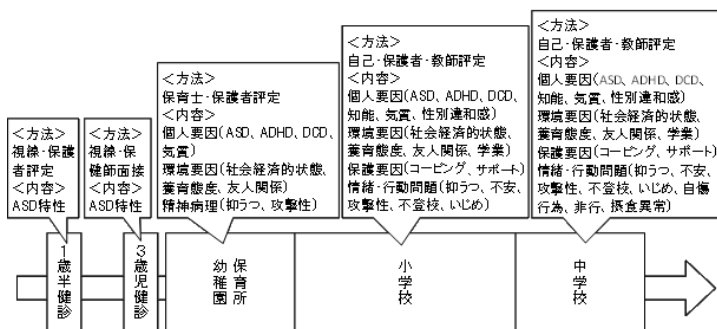 <方法>
視線・保護
者評定
<内容>
ASD特性
<方法>
視線・保
健師面接
<内容>
ASD特性
<方法>
保育士・保護者評定
<内容>
個人要因(ASD、ADHD、DCD、
気質)
環境要因(社会経済的状態、
養育態度、友人関係)
精神病理(抑うつ、攻撃性)
<方法>
自己・保護者・教師評定
<内容>
個人要因(ASD、ADHD、DCD、
知能、気質、性別違和感)
環境要因(社会経済的状態、
養育態度、友人関係、学業)
保護要因(コーピング、サポート)
情緒・行動問題(抑うつ、不安、
攻撃性、不登校、いじめ)
<方法>
自己・保護者・教師評定
<内容>
個人要因(ASD、ADHD、DCD、
知能、気質、性別違和感)
環境要因(社会経済的状態、
養育態度、友人関係、学業)
保護要因(コーピング、サポート)
情緒・行動問題(抑うつ、不安、
攻撃性、不登校、いじめ、自傷
行為、非行、摂食異常)
1歳半健診
3歳児健診
保育所
幼稚園
小学校
中学校